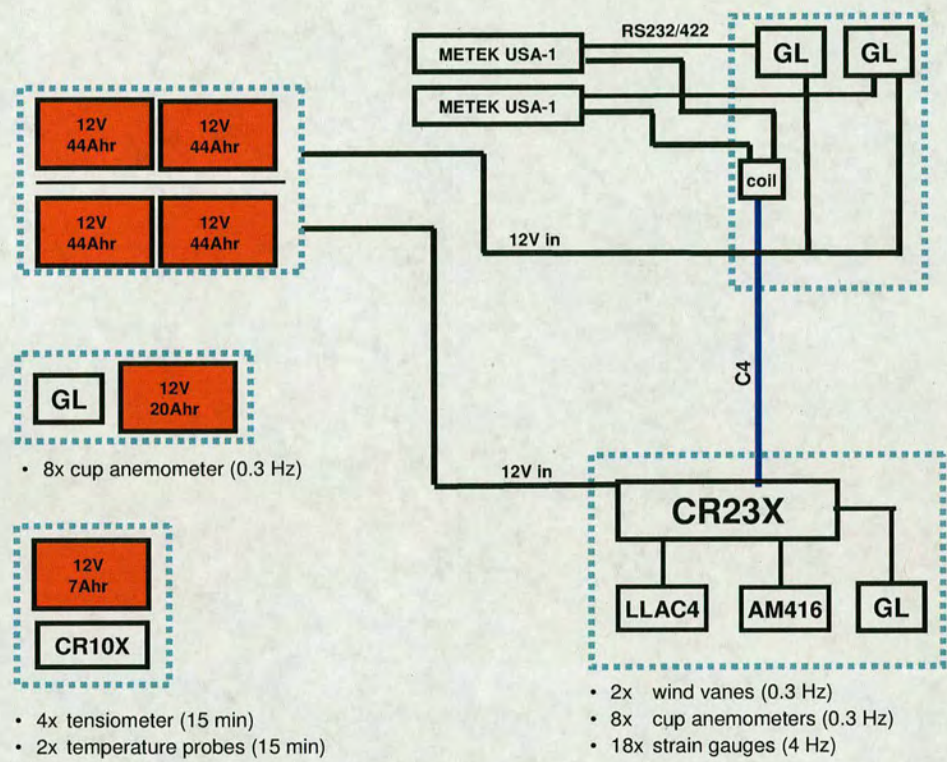 RS232/422
METEK USA-1
GL
GL
METEK USA-1
12V
44Ahr
12V
44Ahr
coil
12V
44Ahr
12V
44Ahr
12V in
C4
GL
12V
20Ahr
• 8x cup anemometer (0.3 Hz)
12V in
CR23X
12V
7Ahr
LLAC4
AM416
GL
CR10X
• 4x tensiometer (15 min)
• 2x temperature probes (15 min)
• 2x wind vanes (0.3 Hz)
• 8x cup anemometers (0.3 Hz)
• 18x strain gauges (4 Hz)